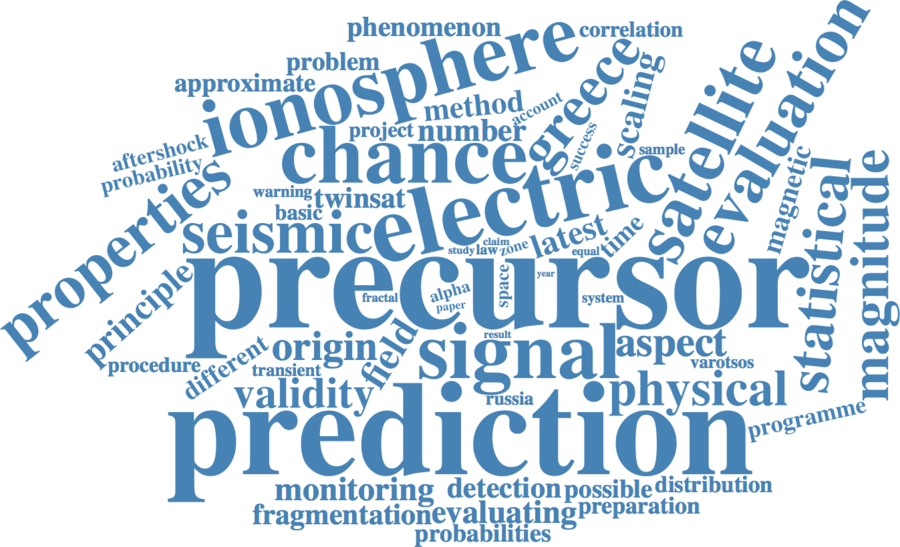 phenomenon
correlation
problem
ionosphere
approximate
method
account
greece
scaling
satellite
evaluation
project
number
success
sample
aftershock
probability
chance
properties
warning
twinsat
basic
electric
magnetic
statistical
magnitude
seismic
study
law
claim
zone
latest
equal
time
precursor
principle
fractal
alpha
paper
space
year
system
result
procedure
different
origin
transient
field
signal
aspect
varotsos
validity
russia
physical
prediction
programme
monitoring
detection
possible
distribution
fragmentation
evaluating
preparation
probabilities